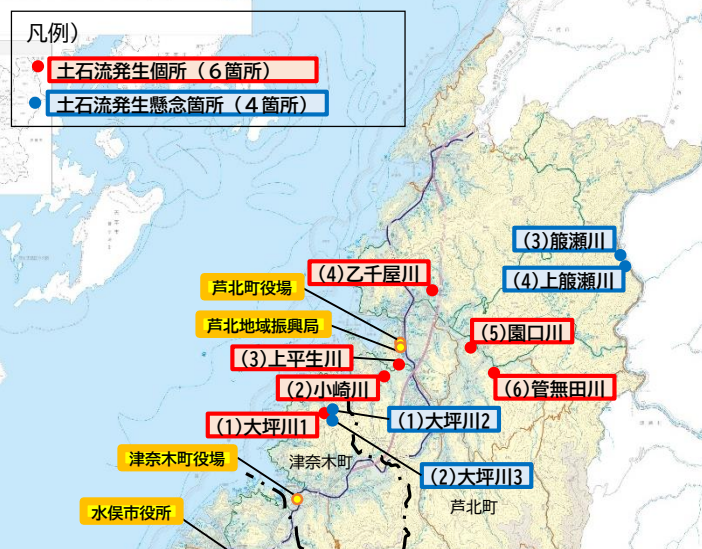 凡例）
土石流発生個所（６箇所）
土石流発生懸念箇所（４箇所）
(3)箙瀬川
(4)上箙瀬川
(4)乙千屋川
芦北町役場
芦北地域振興局
(5)園口川
(3)上平生川
(2)小崎川
(6)管無田川
(1)大坪川1
(1)大坪川2
津奈木町役場
津奈木町
(2)大坪川3
芦北町
水俣市役所